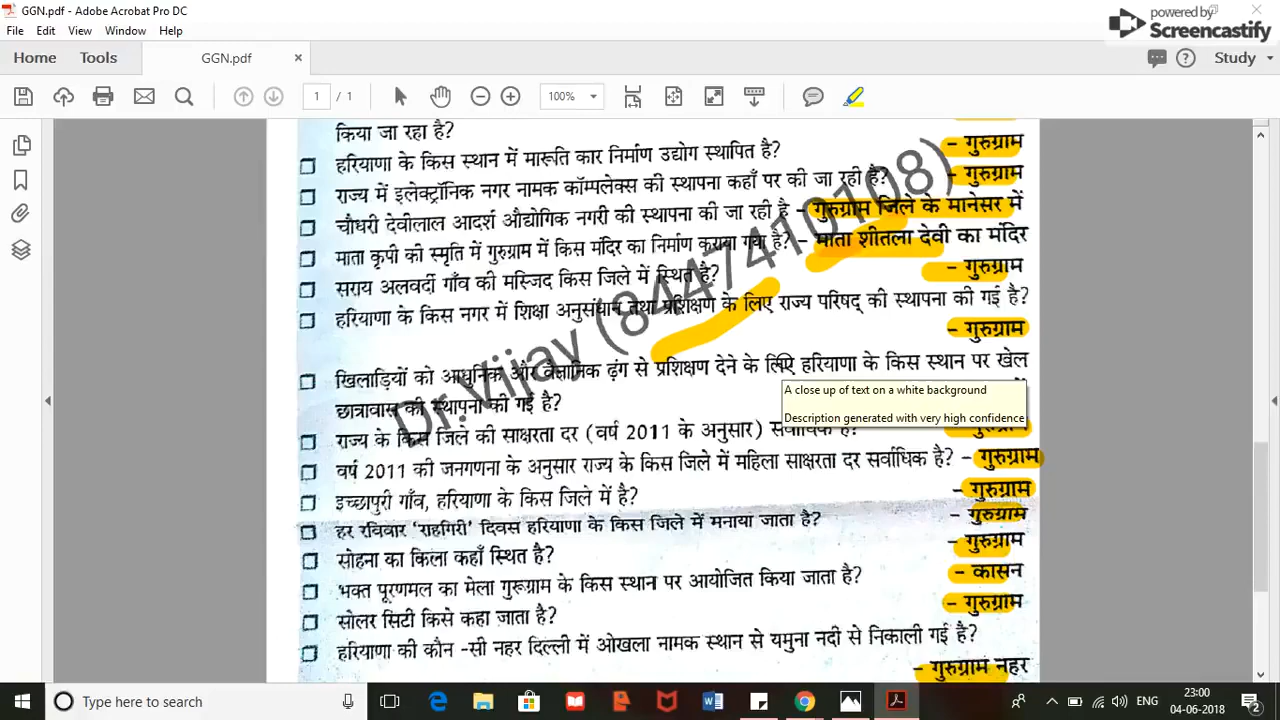 GGN.pdf - Adobe Acrobat Pro DC
File Edit View Window Help
powered by
Screencastify
Home Tools GGN.pdf × Study
1 / 1 100%
किया जा रहा है?
– गुरुग्राम
हरियाणा के किस स्थान में मारूति कार निर्माण उद्योग स्थापित है?
– गुरुग्राम
राज्य में इलेक्ट्रॉनिक नगर नामक कॉम्पलेक्स की स्थापना कहाँ पर की जा रही है?
चौधरी देवीलाल आदर्श औद्योगिक नगरी की स्थापना की जा रही है – गुरुग्राम जिले के मानेसर में
माता कृपी की स्मृति में गुरुग्राम में किस मंदिर का निर्माण कराया गया है? – माता शीतला देवी का मंदिर
सराय अलवर्दी गाँव की मस्जिद किस जिले में स्थित है? – गुरुग्राम
हरियाणा के किस नगर में शिक्षा अनुसंधान तथा प्रशिक्षण के लिए राज्य परिषद् की स्थापना की गई है?
– गुरुग्राम
खिलाड़ियों को आधुनिक और वैज्ञानिक ढ़ंग से प्रशिक्षण देने के लिए हरियाणा के किस स्थान पर खेल
छात्रावास की स्थापना की गई है?
राज्य के किस जिले की साक्षरता दर (वर्ष 2011 के अनुसार) सर्वाधिक है? – गुरुग्राम
वर्ष 2011 की जनगणना के अनुसार राज्य के किस जिले में महिला साक्षरता दर सर्वाधिक है? – गुरुग्राम
इच्छापुरी गाँव, हरियाणा के किस जिले में है? – गुरुग्राम
हर रविवार 'राहगिरी' दिवस हरियाणा के किस जिले में मनाया जाता है? – गुरुग्राम
सोहना का किला कहाँ स्थित है? – गुरुग्राम
भक्त पूरणमल का मेला गुरूग्राम के किस स्थान पर आयोजित किया जाता है? – कासन
सोलर सिटी किसे कहा जाता है? – गुरुग्राम
हरियाणा की कौन -सी नहर दिल्ली में ओखला नामक स्थान से यमुना नदी से निकाली गई है?
– गुरुग्राम नहर
Dr.Vijay (8447410108)
A close up of text on a white background
Description generated with very high confidence
Type here to search
ENG
23:00
04-06-2018
2